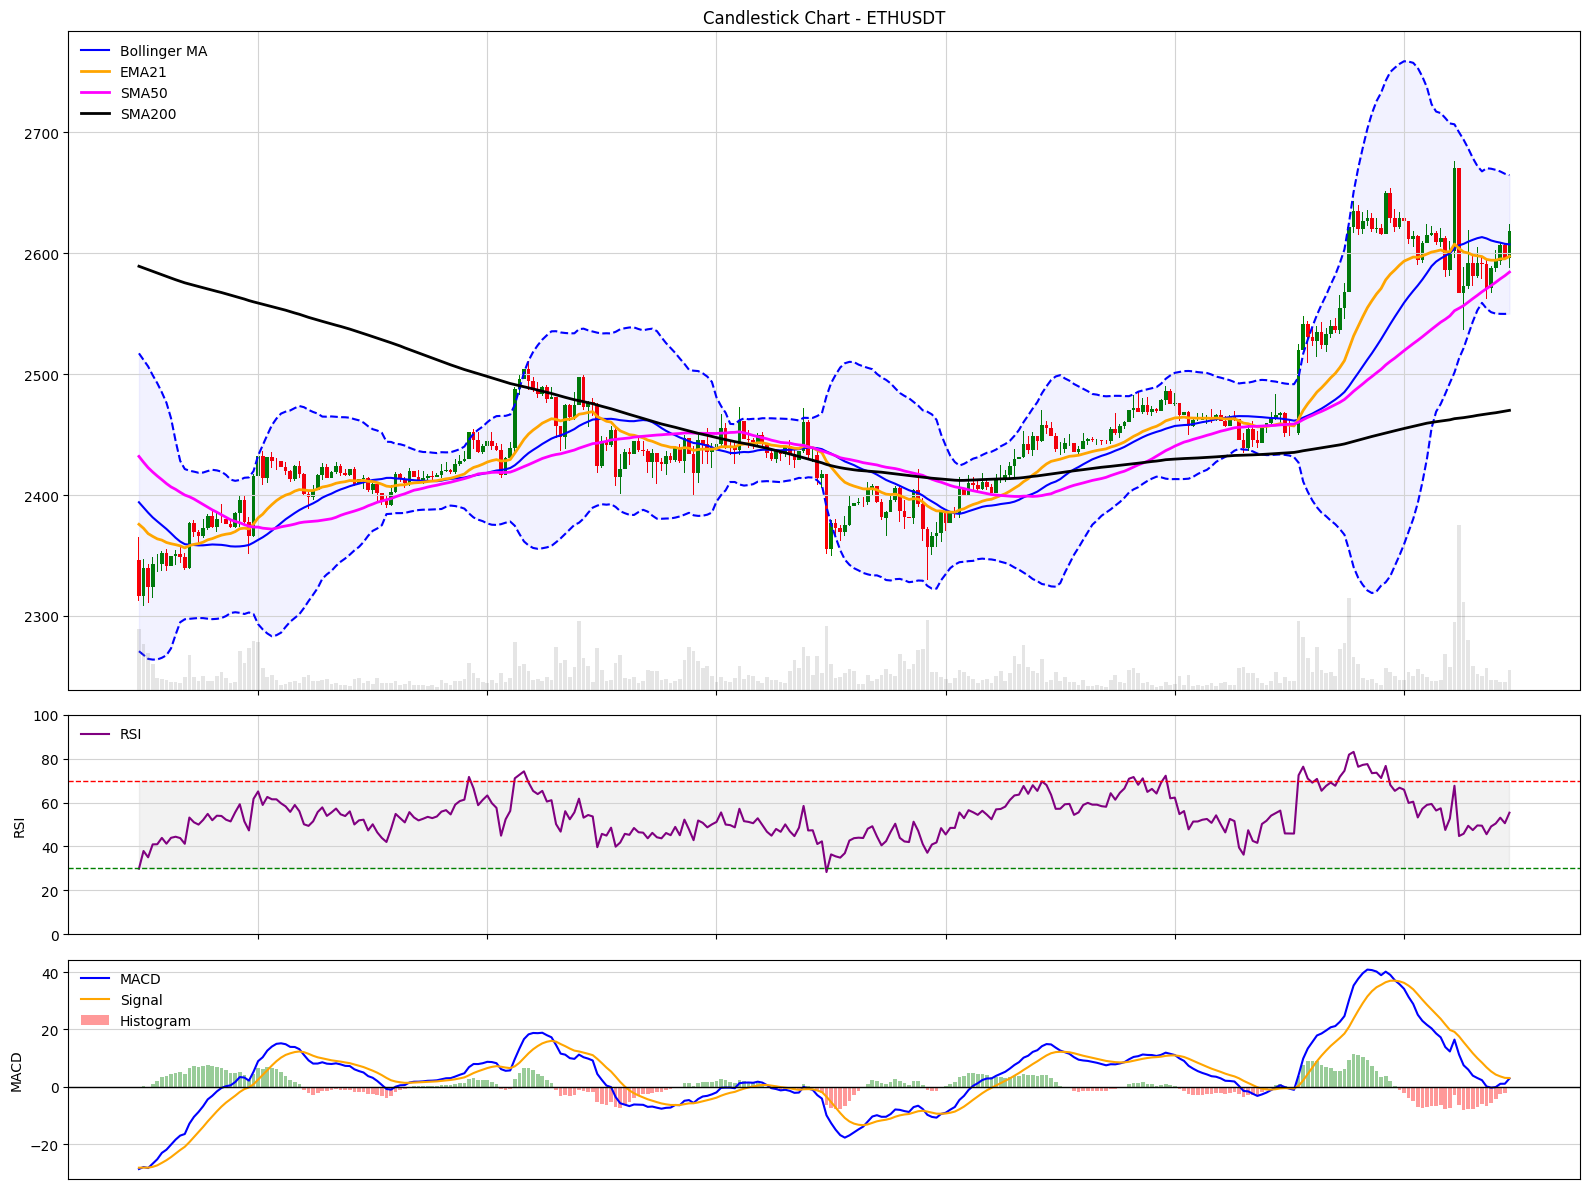 Candlestick Chart - ETHUSDT
Bollinger MA
EMA21
SMA50
SMA200
2700
2600
2500
2400
2300
RSI
100
80
60
40
20
0
RSI
MACD
Signal
Histogram
40
20
0
−20
MACD